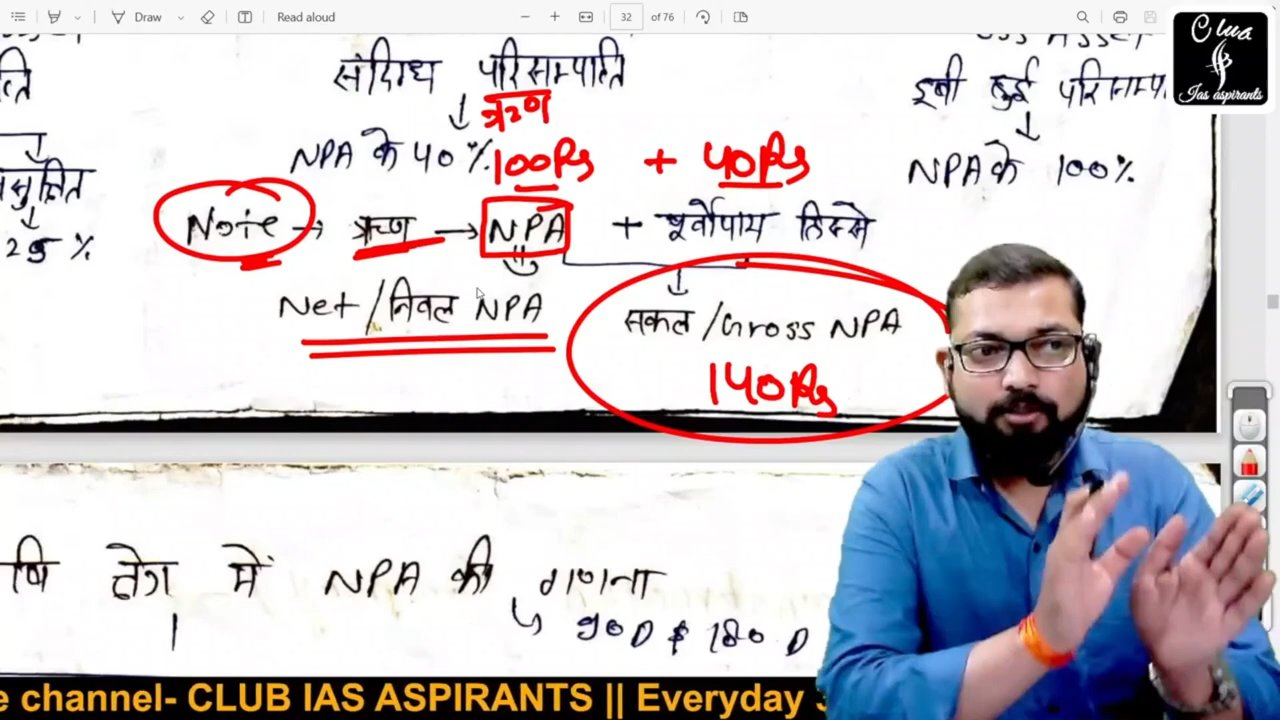 Draw
Read aloud
32 of 76
Club
Ias aspirants
ASSET
संदिग्ध परिसम्पत्ति
डूबी हुई परिसम्प.
ऋण
NPA के 40 %.
100Rs + 40Rs
NPA के 100%.
25 %
Note → ऋण → NPA + पूर्वोपाय हिस्से
Net / निवल NPA
सकल / Gross NPA
140Rs
षि क्षेत्र में NPA की गणना
90 D & 180 D
e channel- CLUB IAS ASPIRANTS || Everyday